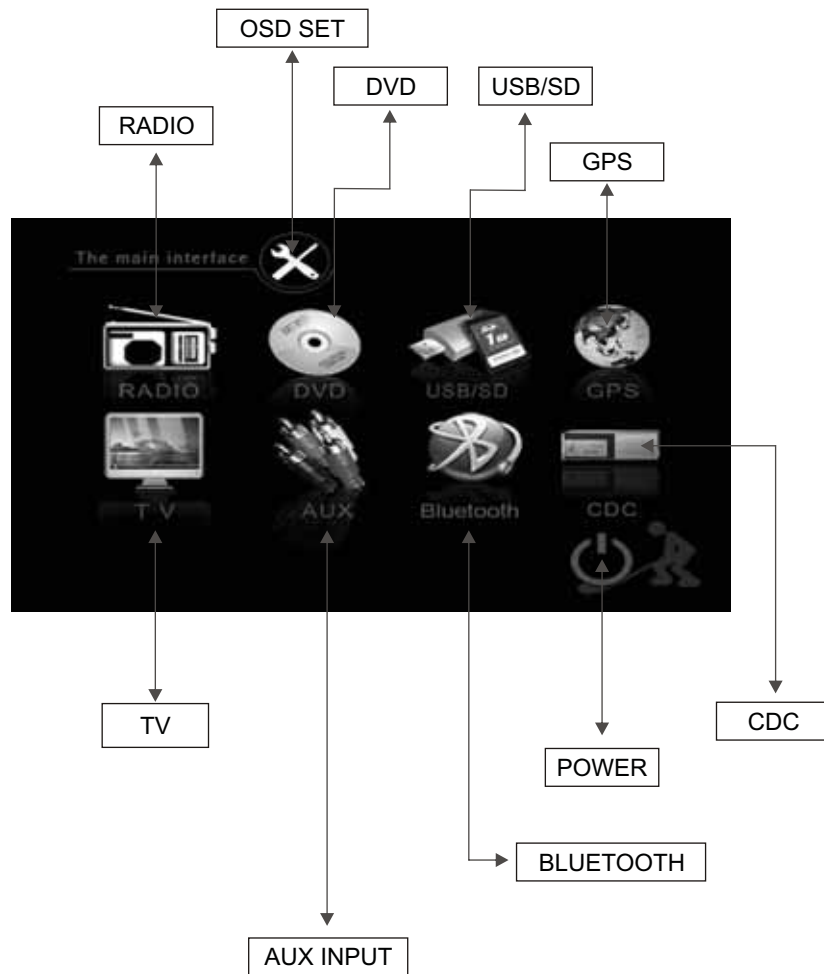 OSD SET
DVD
USB/SD
RADIO
GPS
The main interface
RADIO
DVD
USB/SD
GPS
TV
AUX
Bluetooth
CDC
TV
CDC
POWER
BLUETOOTH
AUX INPUT